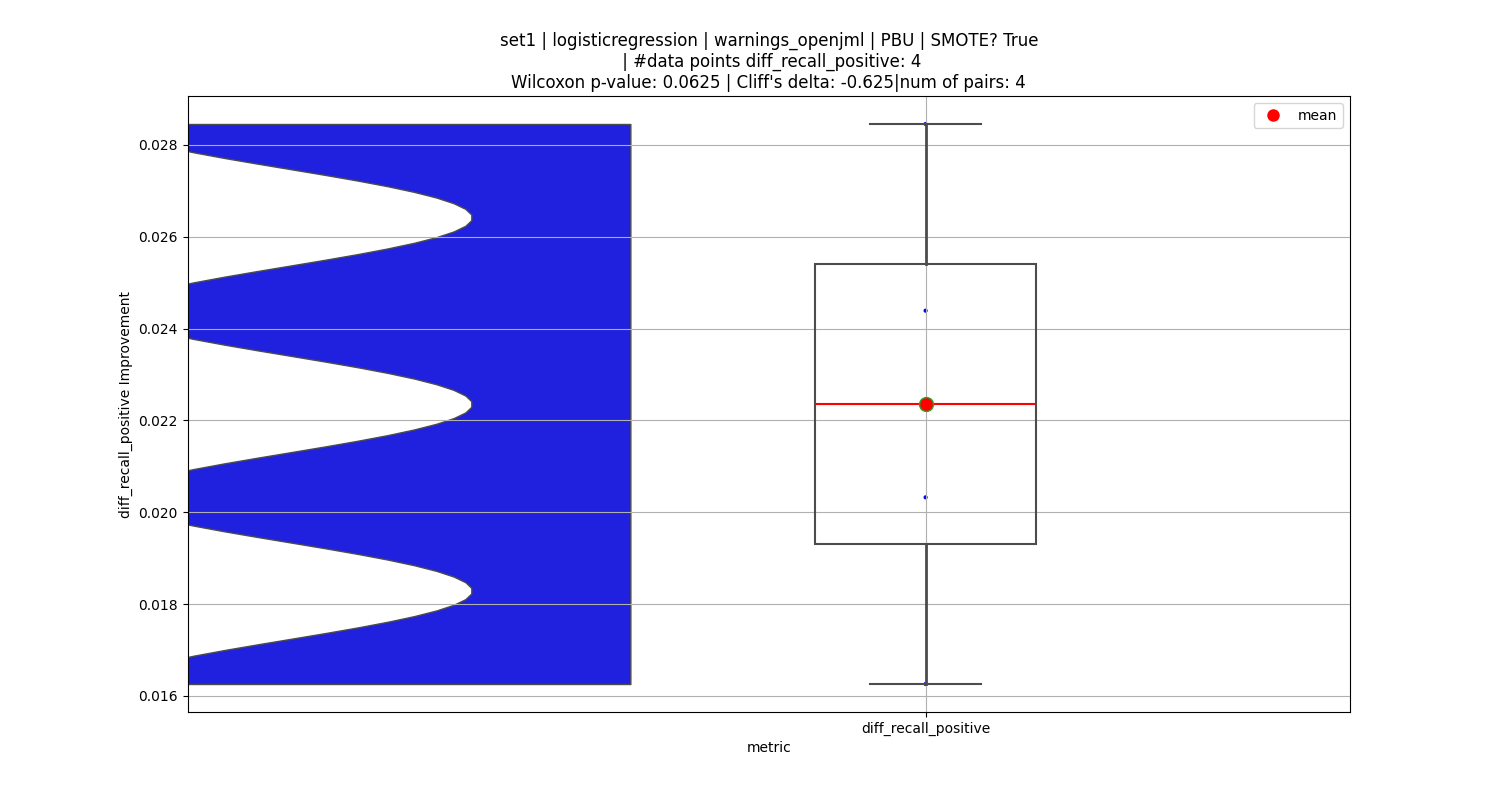 set1 | logisticregression | warnings_openjml | PBU | SMOTE? True
| #data points diff_recall_positive: 4
Wilcoxon p-value: 0.0625 | Cliff's delta: -0.625|num of pairs: 4
mean
0.028
0.026
0.024
0.022
0.020
0.018
0.016
diff_recall_positive Improvement
diff_recall_positive
metric